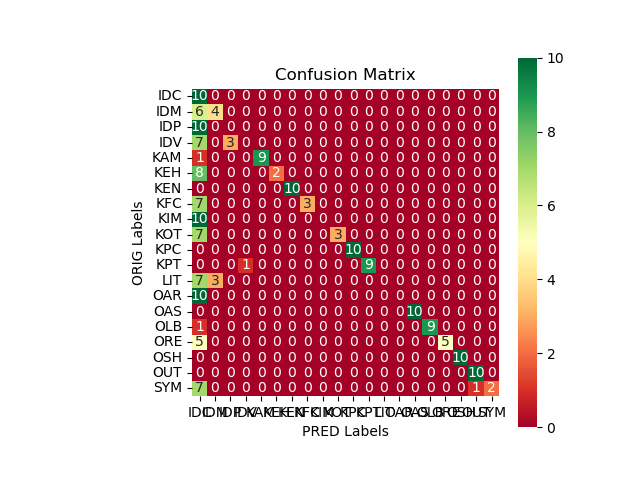 Confusion Matrix
ORIG Labels
IDC 10 0 0 0 0 0 0 0 0 0 0 0 0 0 0 0 0 0 0 0
IDM 6 4 0 0 0 0 0 0 0 0 0 0 0 0 0 0 0 0 0 0
IDP 10 0 0 0 0 0 0 0 0 0 0 0 0 0 0 0 0 0 0 0
IDV 7 0 3 0 0 0 0 0 0 0 0 0 0 0 0 0 0 0 0 0
KAM 1 0 0 0 9 0 0 0 0 0 0 0 0 0 0 0 0 0 0 0
KEH 8 0 0 0 0 2 0 0 0 0 0 0 0 0 0 0 0 0 0 0
KEN 0 0 0 0 0 0 10 0 0 0 0 0 0 0 0 0 0 0 0 0
KFC 7 0 0 0 0 0 0 3 0 0 0 0 0 0 0 0 0 0 0 0
KIM 10 0 0 0 0 0 0 0 0 0 0 0 0 0 0 0 0 0 0 0
KOT 7 0 0 0 0 0 0 0 0 3 0 0 0 0 0 0 0 0 0 0
KPC 0 0 0 0 0 0 0 0 0 0 10 0 0 0 0 0 0 0 0 0
KPT 0 0 0 1 0 0 0 0 0 0 0 9 0 0 0 0 0 0 0 0
LIT 7 3 0 0 0 0 0 0 0 0 0 0 0 0 0 0 0 0 0 0
OAR 10 0 0 0 0 0 0 0 0 0 0 0 0 0 0 0 0 0 0 0
OAS 0 0 0 0 0 0 0 0 0 0 0 0 0 0 10 0 0 0 0 0
OLB 1 0 0 0 0 0 0 0 0 0 0 0 0 0 0 9 0 0 0 0
ORE 5 0 0 0 0 0 0 0 0 0 0 0 0 0 0 0 5 0 0 0
OSH 0 0 0 0 0 0 0 0 0 0 0 0 0 0 0 0 0 10 0 0
OUT 0 0 0 0 0 0 0 0 0 0 0 0 0 0 0 0 0 0 10 0
SYM 7 0 0 0 0 0 0 0 0 0 0 0 0 0 0 0 0 0 1 2
IDC IDM IDP IDV KAM KEH KEN KFC KIM KOT KPC KPT LIT OAR OAS OLB ORE OSH OUT SYM
PRED Labels
10
8
6
4
2
0